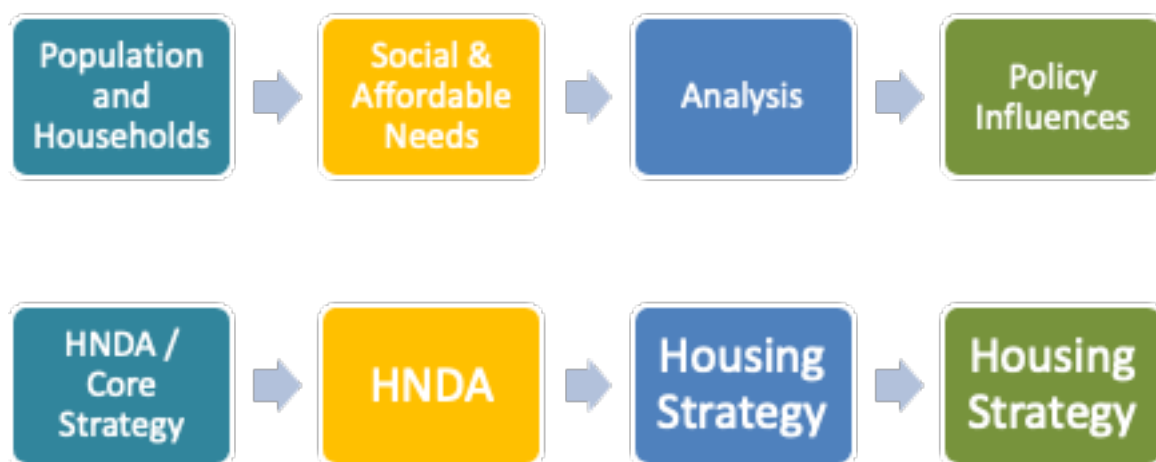 Population
and
Households
Social &
Affordable
Needs
Analysis
Policy
Influences
HNDA /
Core
Strategy
HNDA
Housing
Strategy
Housing
Strategy